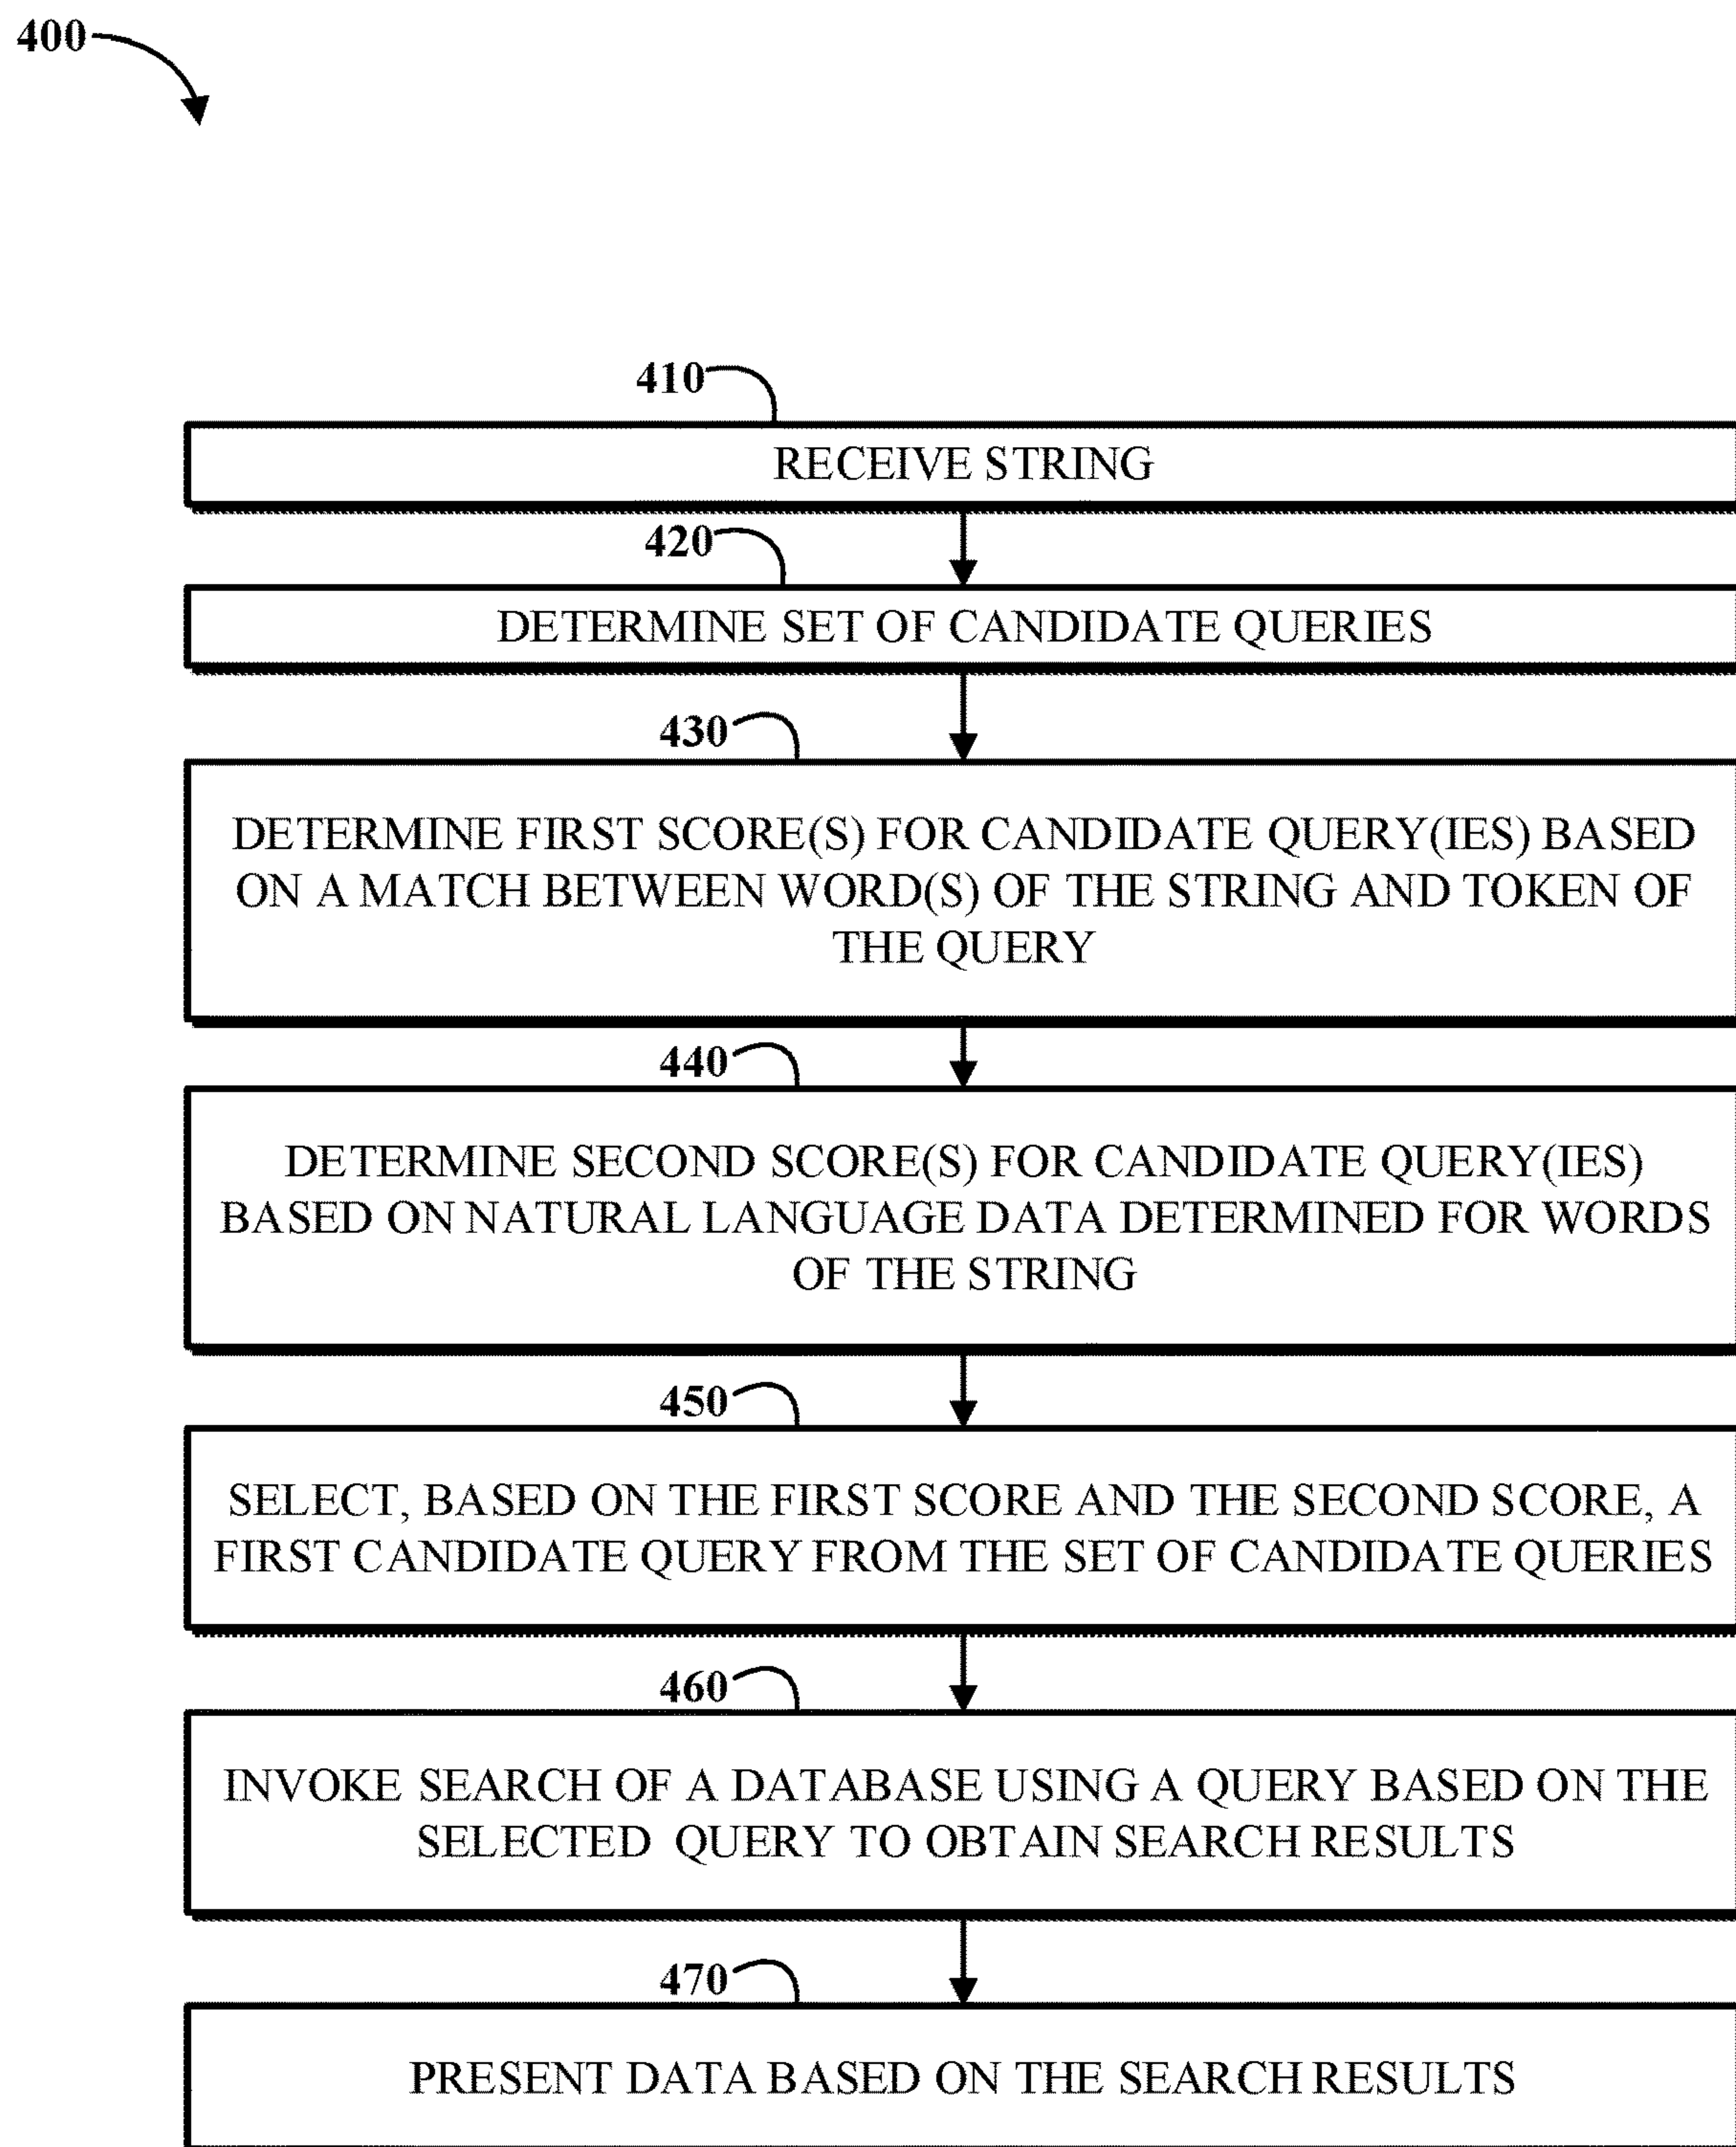 400
410
RECEIVE STRING
420
DETERMINE SET OF CANDIDATE QUERIES
430
DETERMINE FIRST SCORE(S) FOR CANDIDATE QUERY(IES) BASED
ON A MATCH BETWEEN WORD(S) OF THE STRING AND TOKEN OF
THE QUERY
440
DETERMINE SECOND SCORE(S) FOR CANDIDATE QUERY(IES)
BASED ON NATURAL LANGUAGE DATA DETERMINED FOR WORDS
OF THE STRING
450
SELECT, BASED ON THE FIRST SCORE AND THE SECOND SCORE, A
FIRST CANDIDATE QUERY FROM THE SET OF CANDIDATE QUERIES
460
INVOKE SEARCH OF A DATABASE USING A QUERY BASED ON THE
SELECTED QUERY TO OBTAIN SEARCH RESULTS
470
PRESENT DATA BASED ON THE SEARCH RESULTS